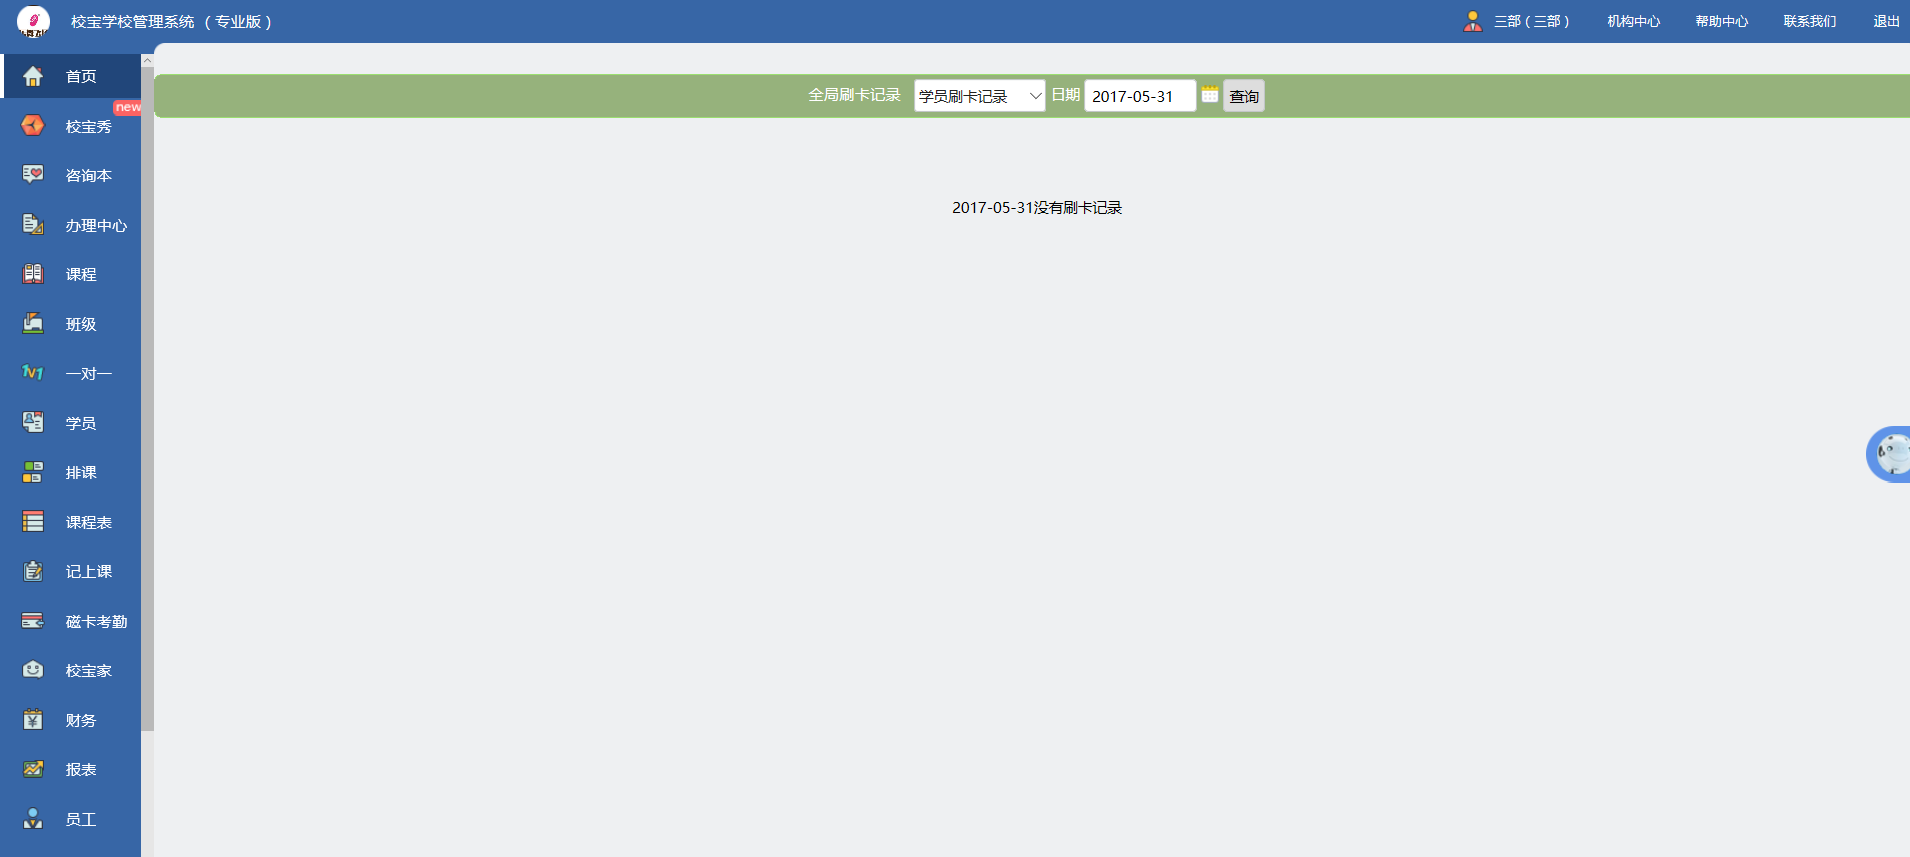 校宝学校管理系统 （专业版）
三部（三部） 机构中心 帮助中心 联系我们 退出
首页
new
校宝秀
咨询本
办理中心
课程
班级
1V1
一对一
学员
排课
课程表
记上课
磁卡考勤
校宝家
财务
报表
员工
全局刷卡记录 学员刷卡记录 日期 2017-05-31 查询
2017-05-31没有刷卡记录